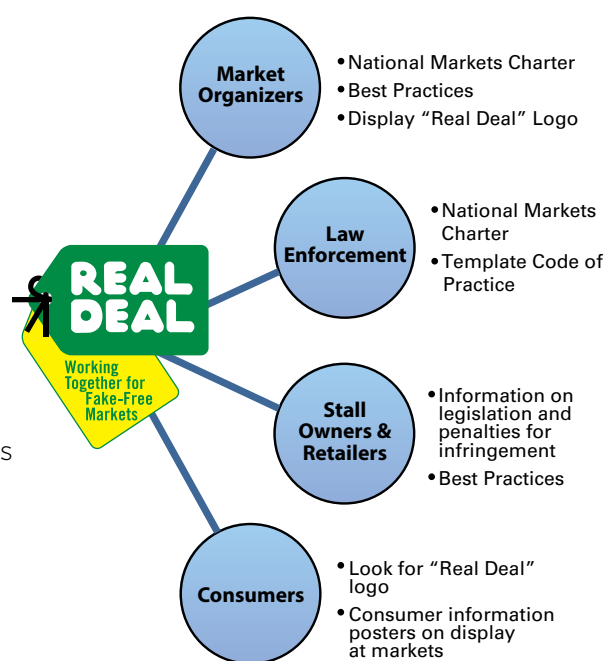 Market
Organizers
•National Markets Charter
•Best Practices
•Display “Real Deal” Logo
Law
Enforcement
•National Markets
Charter
•Template Code of
Practice
REAL
DEAL
Working
Together for
Fake-Free
Markets
s
Stall
Owners &
Retailers
•Information on
legislation and
penalties for
infringement
•Best Practices
Consumers
•Look for “Real Deal”
logo
•Consumer information
posters on display
at markets